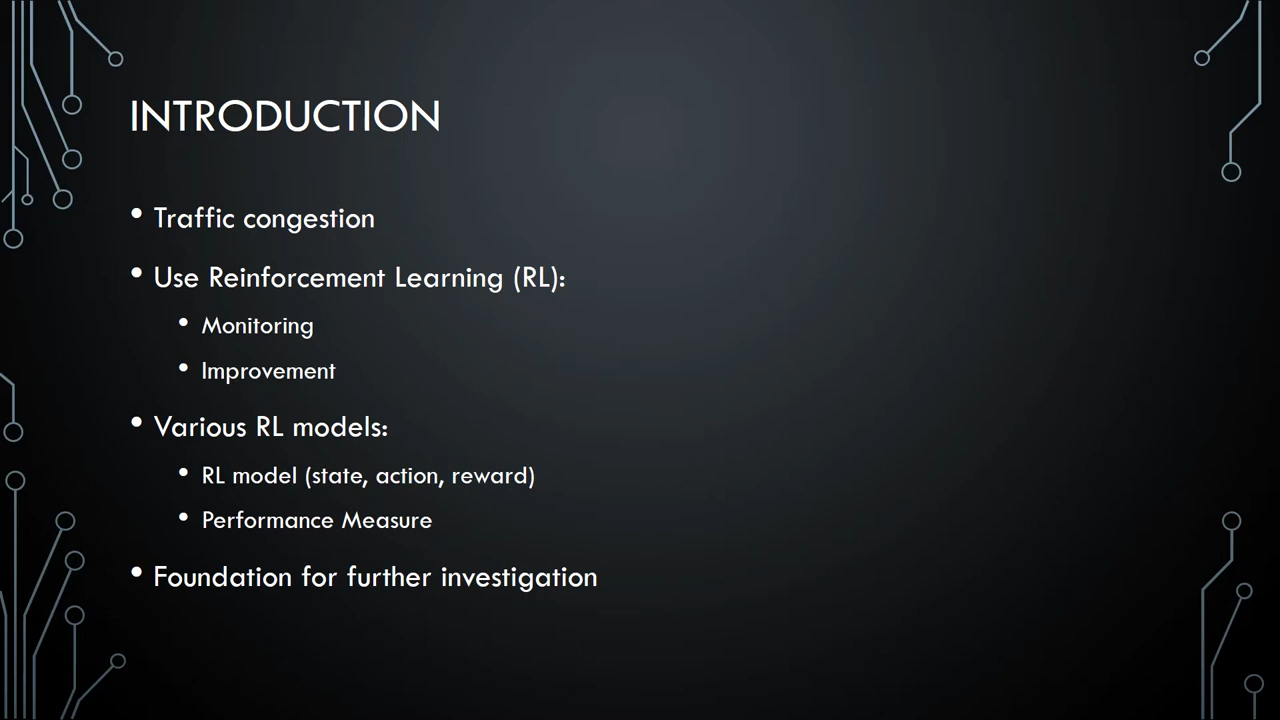 INTRODUCTION
• Traffic congestion
• Use Reinforcement Learning (RL):
• Monitoring
• Improvement
• Various RL models:
• RL model (state, action, reward)
• Performance Measure
• Foundation for further investigation